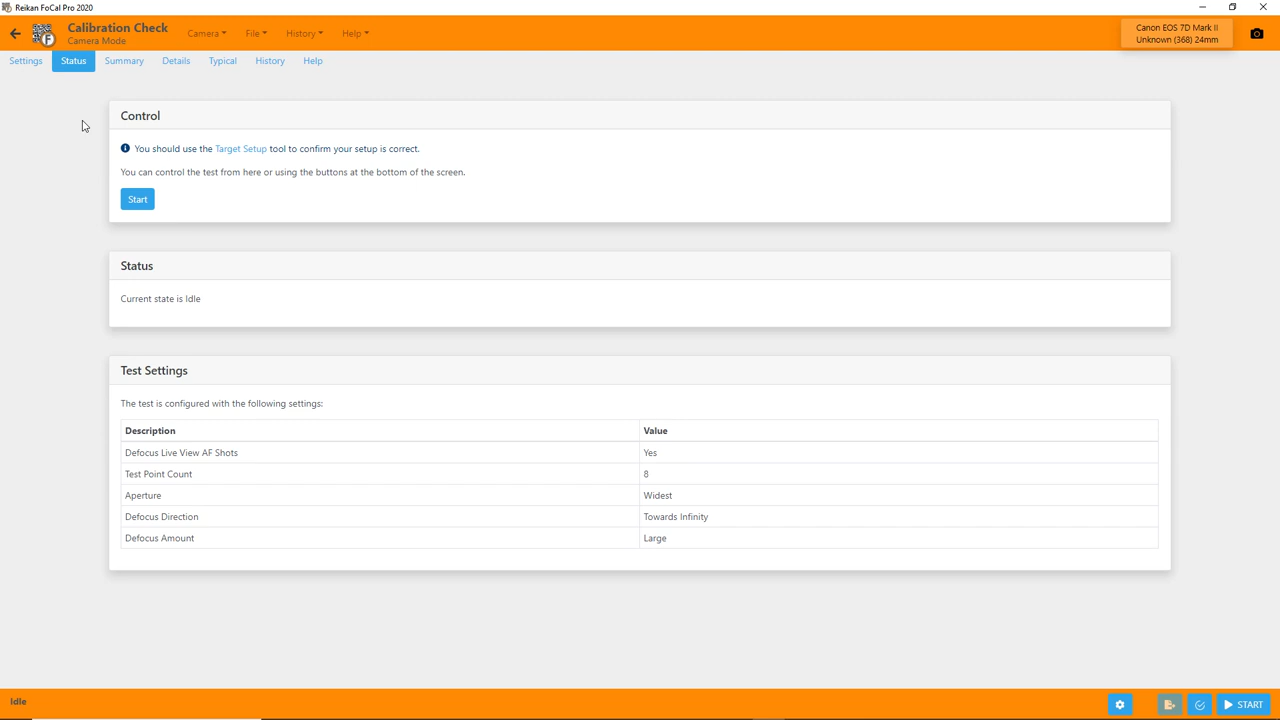 Reikan FoCal Pro 2020
Calibration Check
Camera Mode
Camera File History Help
Canon EOS 7D Mark II
Unknown (368) 24mm
Settings Status Summary Details Typical History Help
Control
You should use the Target Setup tool to confirm your setup is correct.
You can control the test from here or using the buttons at the bottom of the screen.
Start
Status
Current state is Idle
Test Settings
The test is configured with the following settings:
Description Value
Defocus Live View AF Shots Yes
Test Point Count 8
Aperture Widest
Defocus Direction Towards Infinity
Defocus Amount Large
Idle START